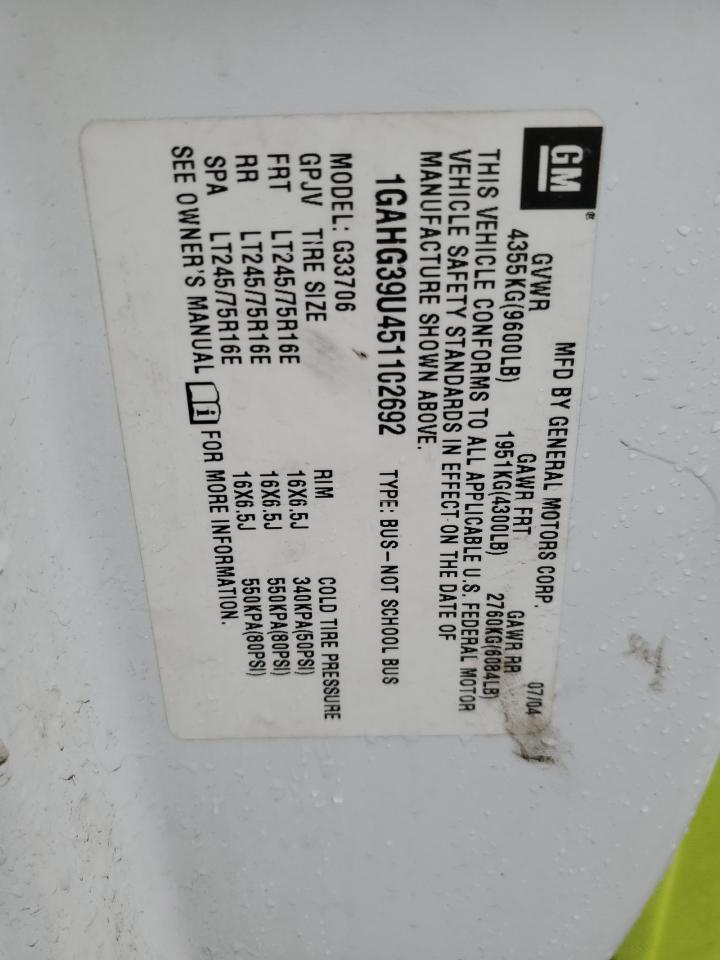 GM®
MFD BY GENERAL MOTORS CORP. 07/04
GVWR GAWR FRT GAWR RR
4355KG(9600LB) 1951KG(4300LB) 2760KG(6084LB)
THIS VEHICLE CONFORMS TO ALL APPLICABLE U.S. FEDERAL MOTOR
VEHICLE SAFETY STANDARDS IN EFFECT ON THE DATE OF
MANUFACTURE SHOWN ABOVE.
1GAHG39U451102692 TYPE: BUS-NOT SCHOOL BUS
MODEL: G33706
GPJV TIRE SIZE RIM COLD TIRE PRESSURE
FRT LT245/75R16E 16X6.5J 340KPA(50PSI)
RR LT245/75R16E 16X6.5J 550KPA(80PSI)
SPA LT245/75R16E 16X6.5J 550KPA(80PSI)
SEE OWNER'S MANUAL FOR MORE INFORMATION.